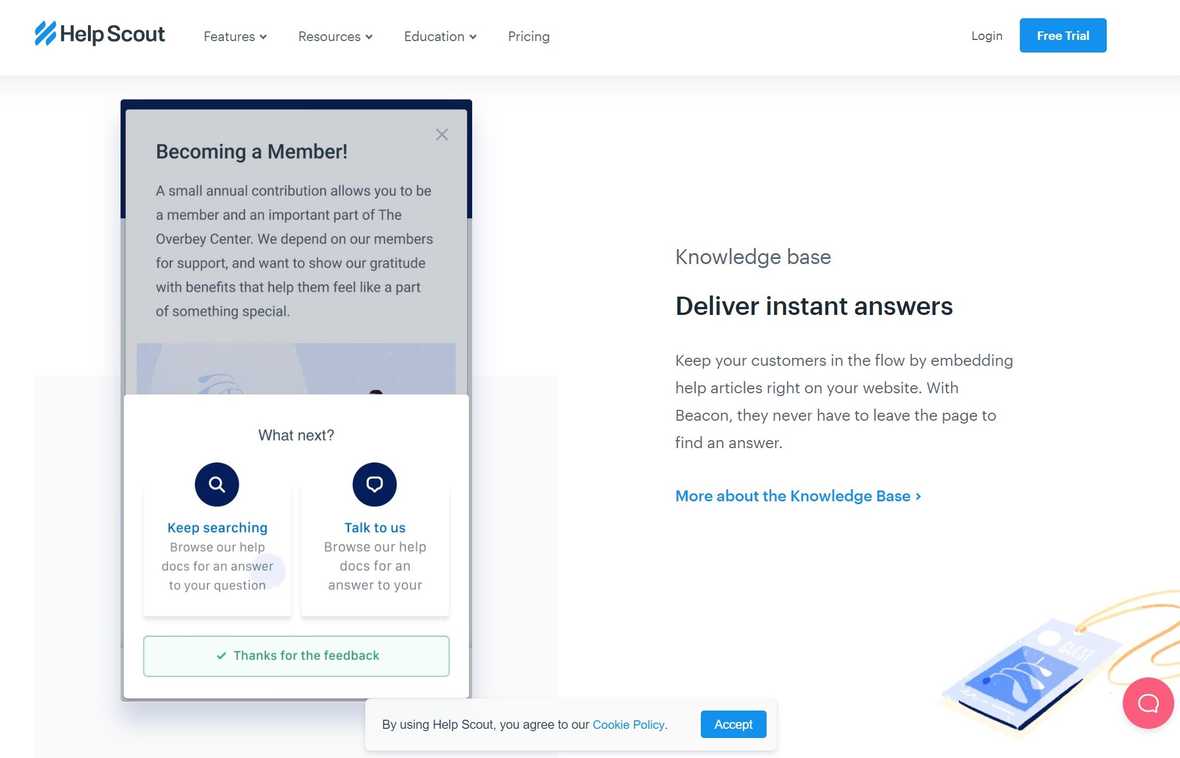 Help Scout
Features
Resources
Education
Pricing
Login
Free Trial
Becoming a Member!
A small annual contribution allows you to be
a member and an important part of The
Overbey Center. We depend on our members
for support, and want to show our gratitude
with benefits that help them feel like a part
of something special.
What next?
Keep searching
Browse our help
docs for an answer
to your question
Talk to us
Browse our help
docs for an
answer to your
✓ Thanks for the feedback
Knowledge base
Deliver instant answers
Keep your customers in the flow by embedding
help articles right on your website. With
Beacon, they never have to leave the page to
find an answer.
More about the Knowledge Base ›
GUEST
By using Help Scout, you agree to our Cookie Policy.
Accept